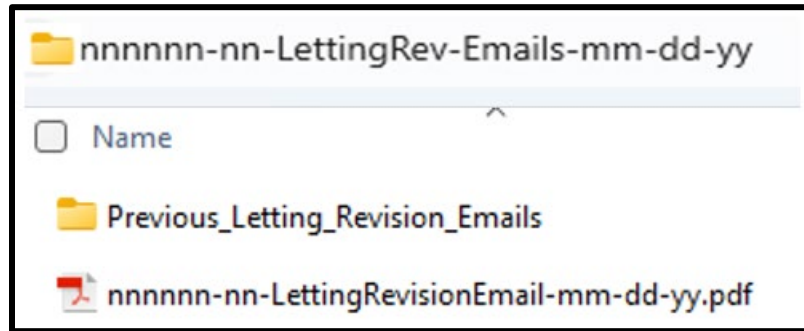 nnnnnn-nn-LettingRev-Emails-mm-dd-yy
Name
Previous_Letting_Revision_Emails
nnnnnn-nn-LettingRevisionEmail-mm-dd-yy.pdf